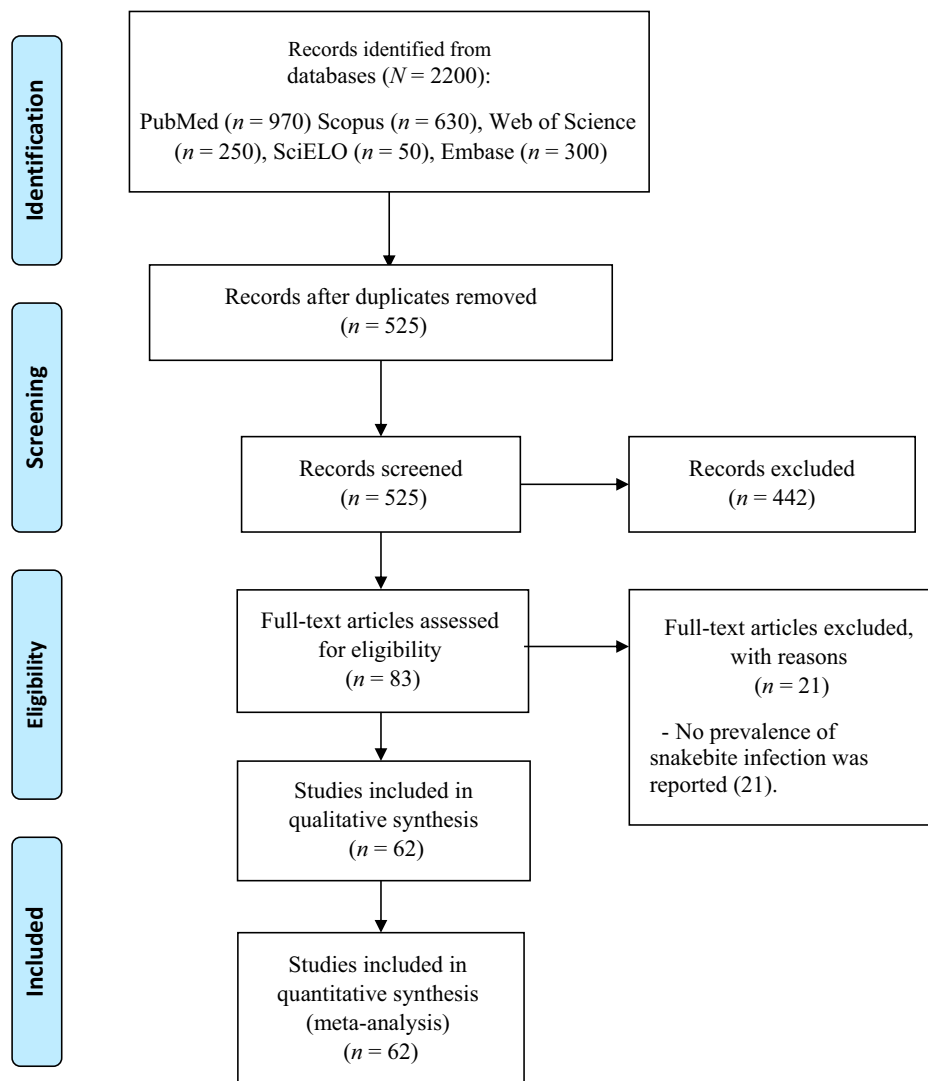 Identification
Records identified from
databases (N = 2200):
PubMed (n = 970) Scopus (n = 630), Web of Science
(n = 250), SciELO (n = 50), Embase (n = 300)
Records after duplicates removed
(n = 525)
Screening
Records screened
(n = 525)
Records excluded
(n = 442)
Eligibility
Full-text articles assessed
for eligibility
(n = 83)
Full-text articles excluded,
with reasons
(n = 21)
- No prevalence of
snakebite infection was
reported (21).
Studies included in
qualitative synthesis
(n = 62)
Included
Studies included in
quantitative synthesis
(meta-analysis)
(n = 62)